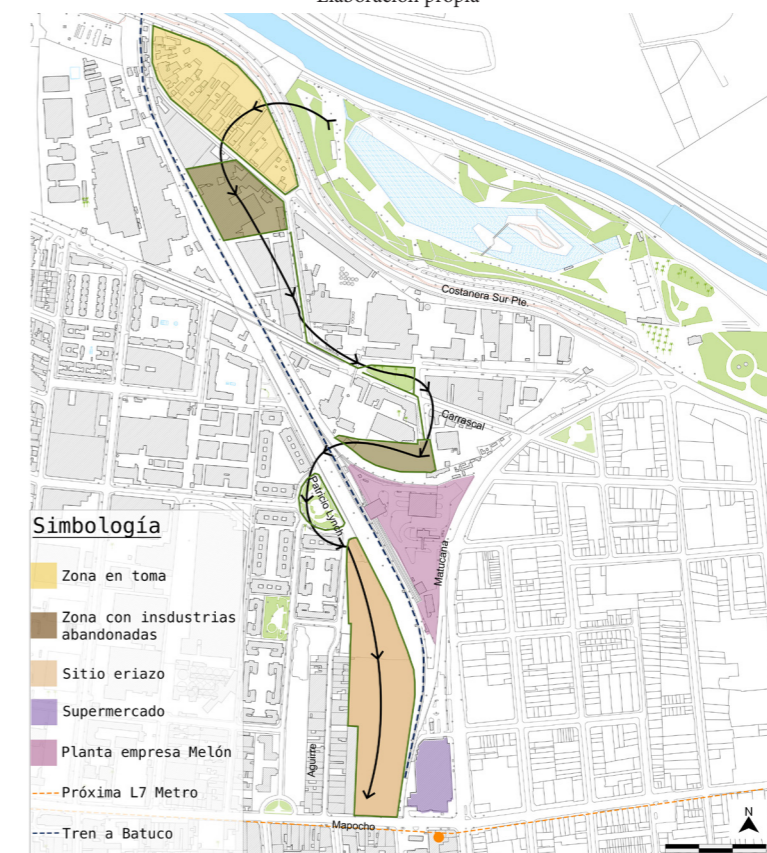 Elaboración propia
Costanera Sur Pte.
Carrascal
Patricio Lynch
Matucana
Aguirre
Mapocho
Simbología
Zona en toma
Zona con insdustrias
abandonadas
Sitio eriazo
Supermercado
Planta empresa Melón
Próxima L7 Metro
Tren a Batuco
N